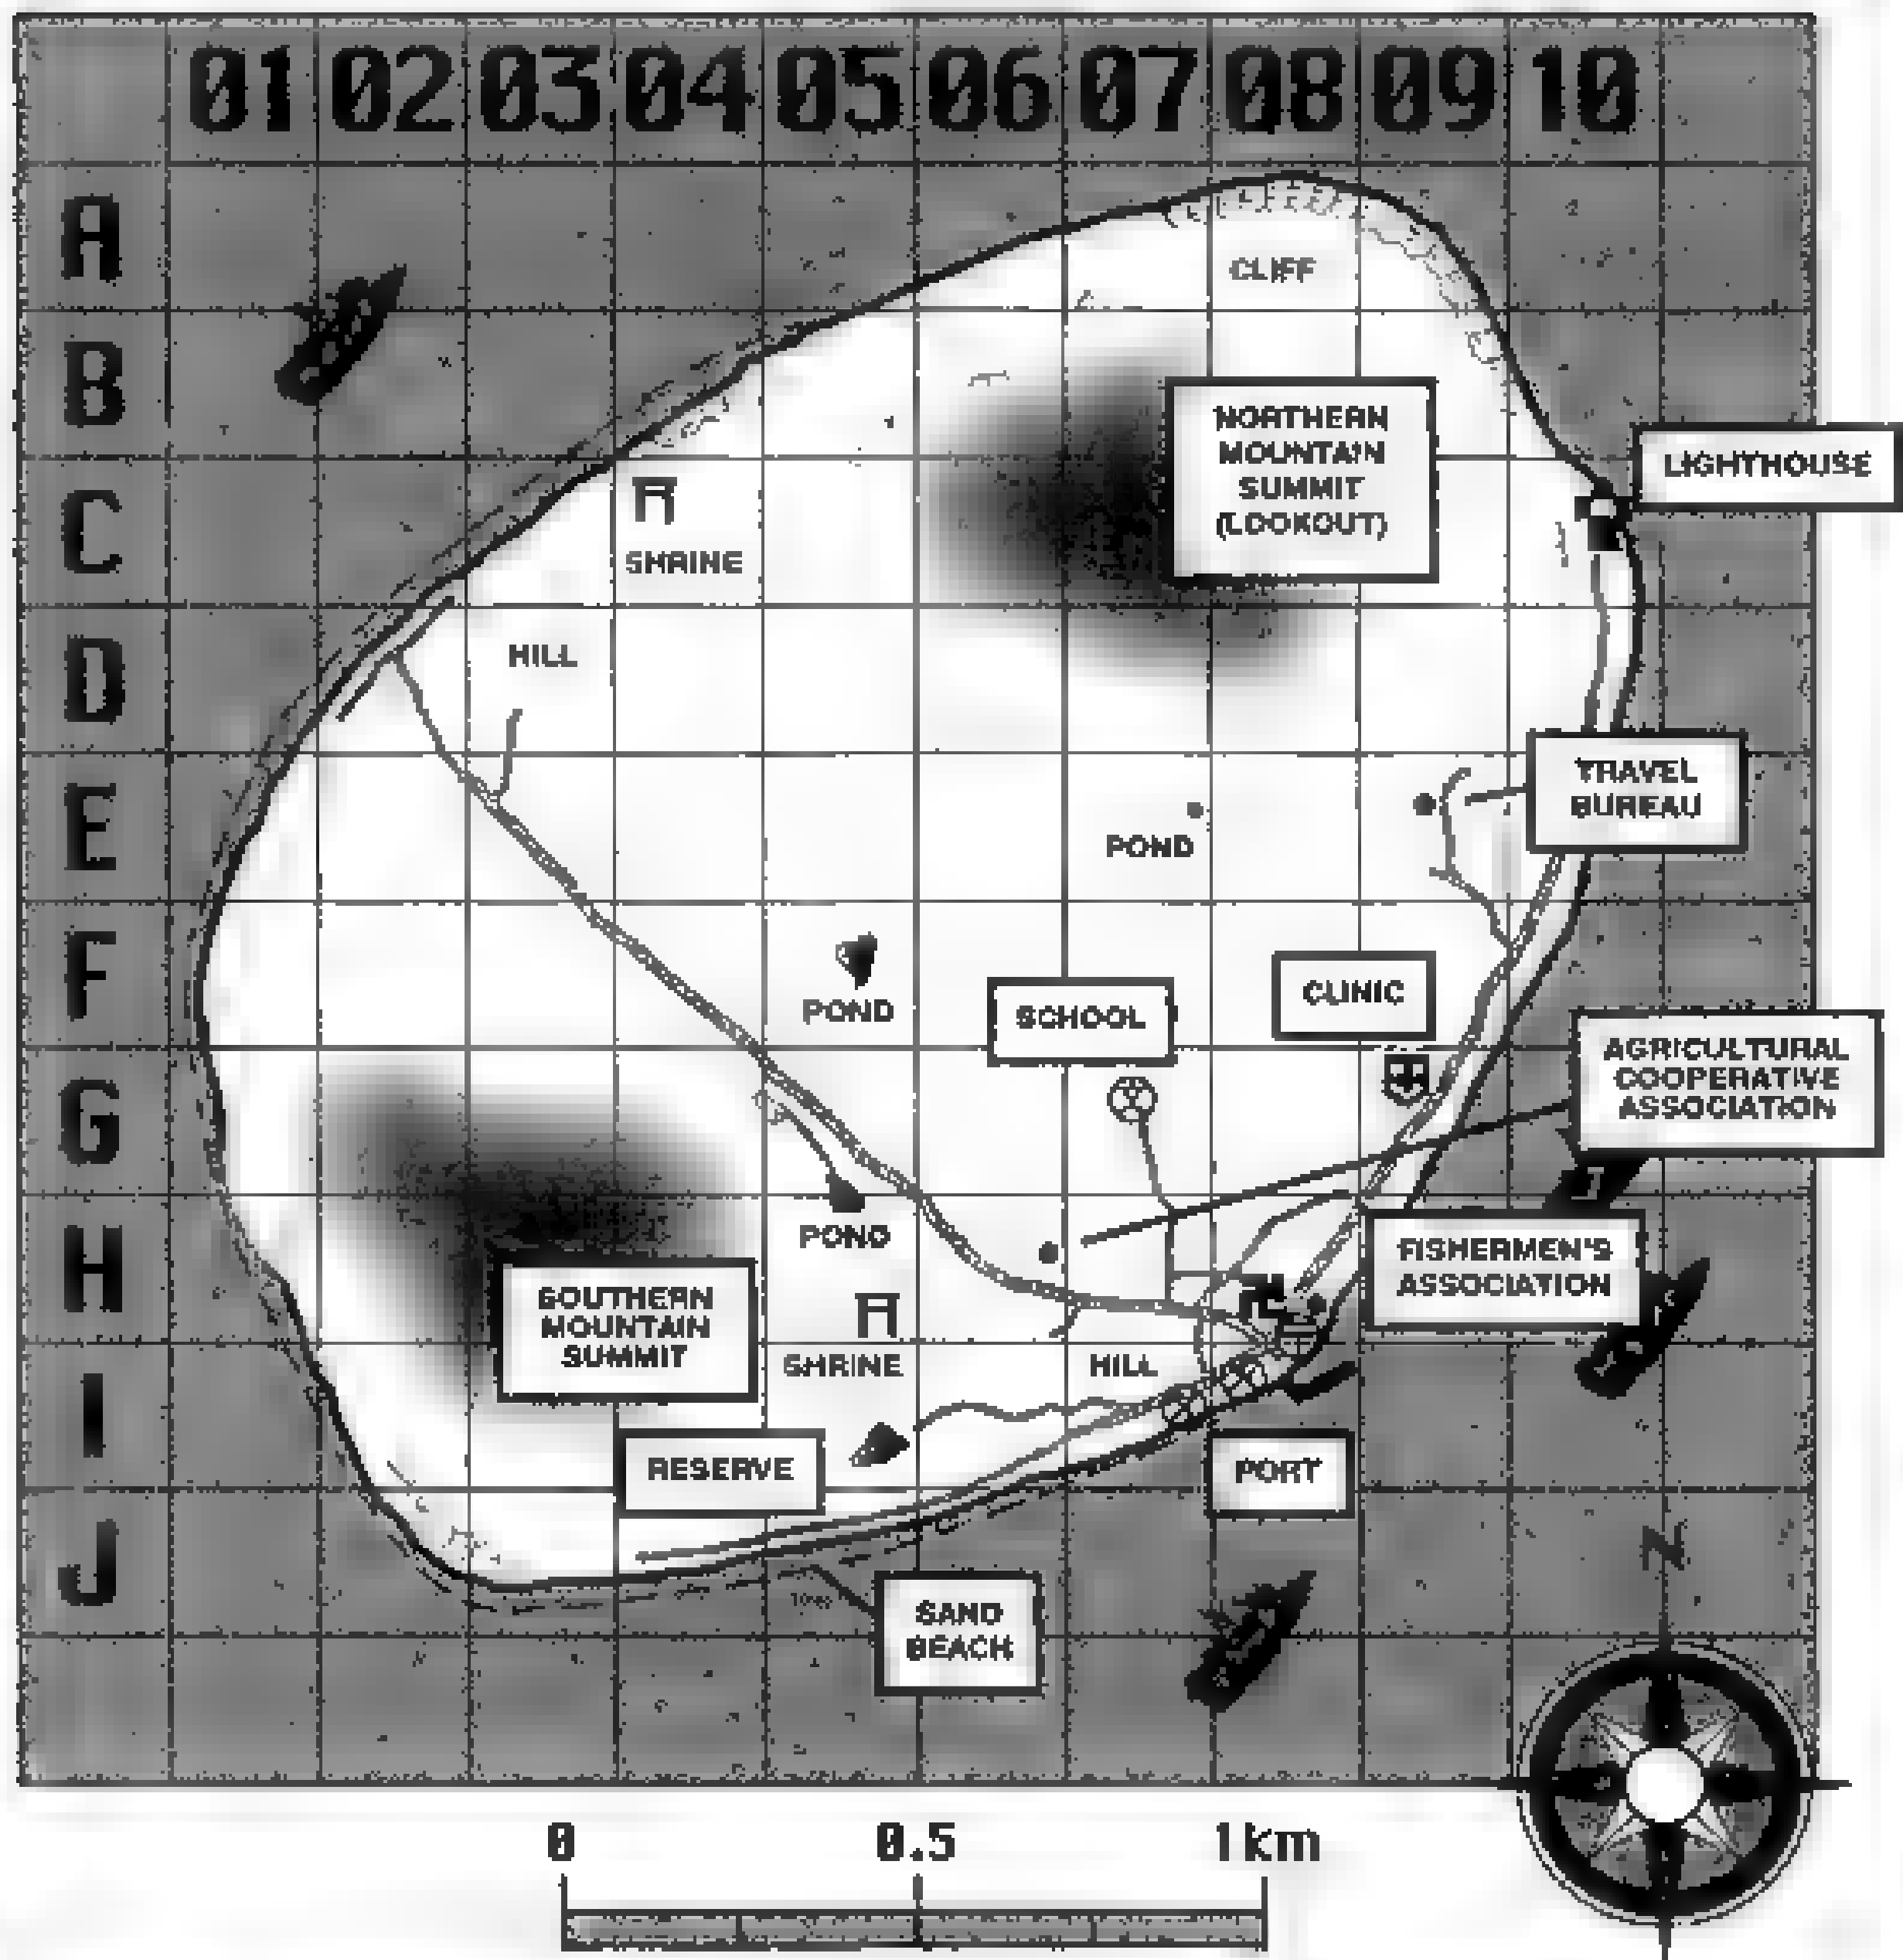 01 02 03 04 05 06 07 08 09 10
A
CLIFF
B
NORTHERN
MOUNTAIN
SUMMIT
(LOOKOUT)
LIGHTHOUSE
C
SHRINE
D
HILL
TRAVEL
BUREAU
E
POND
F
POND
SCHOOL
CLINIC
AGRICULTURAL
COOPERATIVE
ASSOCIATION
G
H
POND
FISHERMEN'S
ASSOCIATION
SOUTHERN
MOUNTAIN
SUMMIT
SHRINE
HILL
I
RESERVE
PORT
J
N
SAND
BEACH
0 0.5 1km